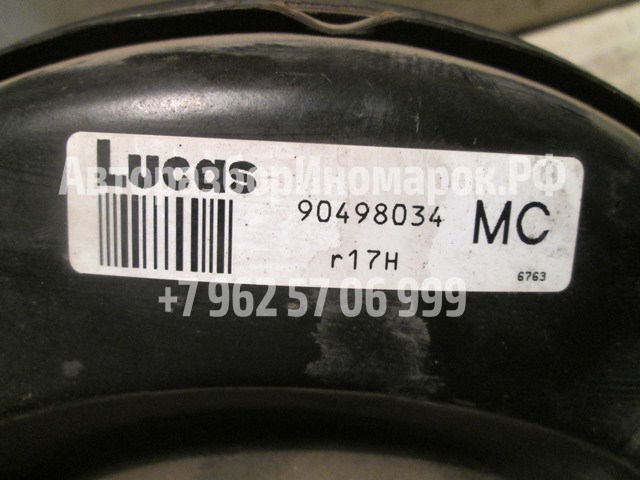 Lucas
АвтоРазборИномарок.РФ
90498034 MC
r17H
6763
+7 962 57 06 999